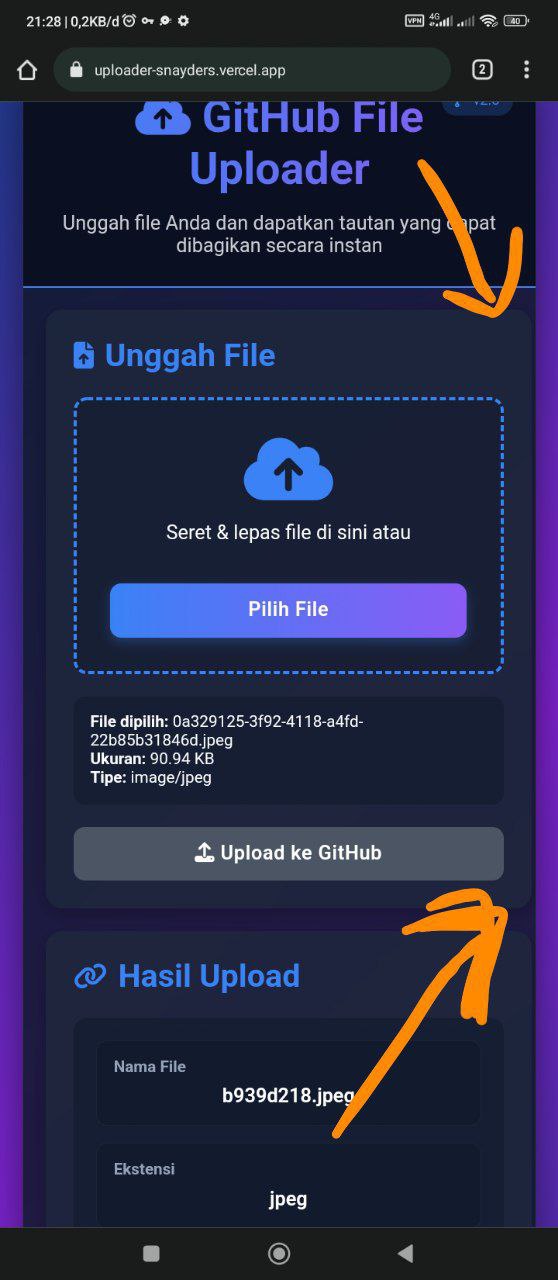 21:28 | 0,2KB/d
VPN 4G 40
uploader-snayders.vercel.app
2
GitHub File
v2.0
Uploader
Unggah file Anda dan dapatkan tautan yang dapat
dibagikan secara instan
Unggah File
Seret & lepas file di sini atau
Pilih File
File dipilih: 0a329125-3f92-4118-a4fd-
22b85b31846d.jpeg
Ukuran: 90.94 KB
Tipe: image/jpeg
Upload ke GitHub
Hasil Upload
Nama File
b939d218.jpeg
Ekstensi
jpeg